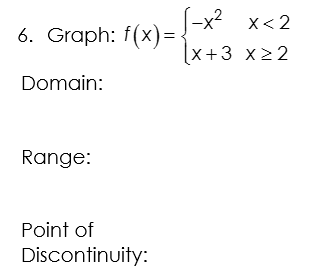 6. Graph: f(x)= {−x² x<2
x+3 x≥2
Domain:
Range:
Point of
Discontinuity: